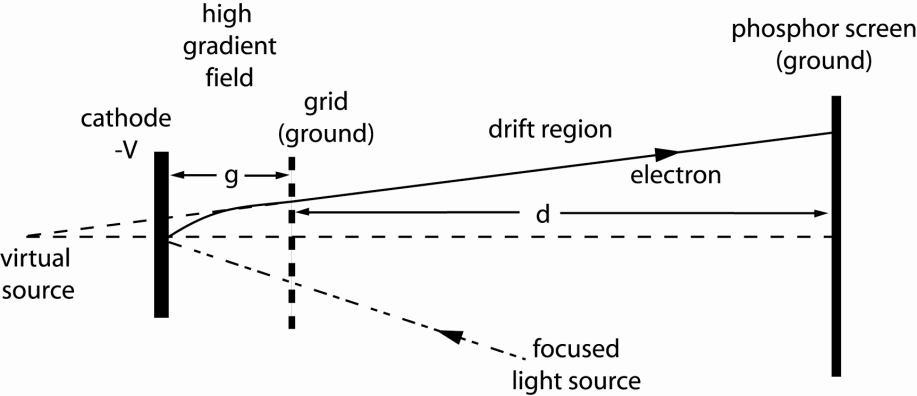 high
gradient
field
phosphor screen
(ground)
grid
(ground)
cathode
-V
drift region
g
electron
d
virtual
source
focused
light source